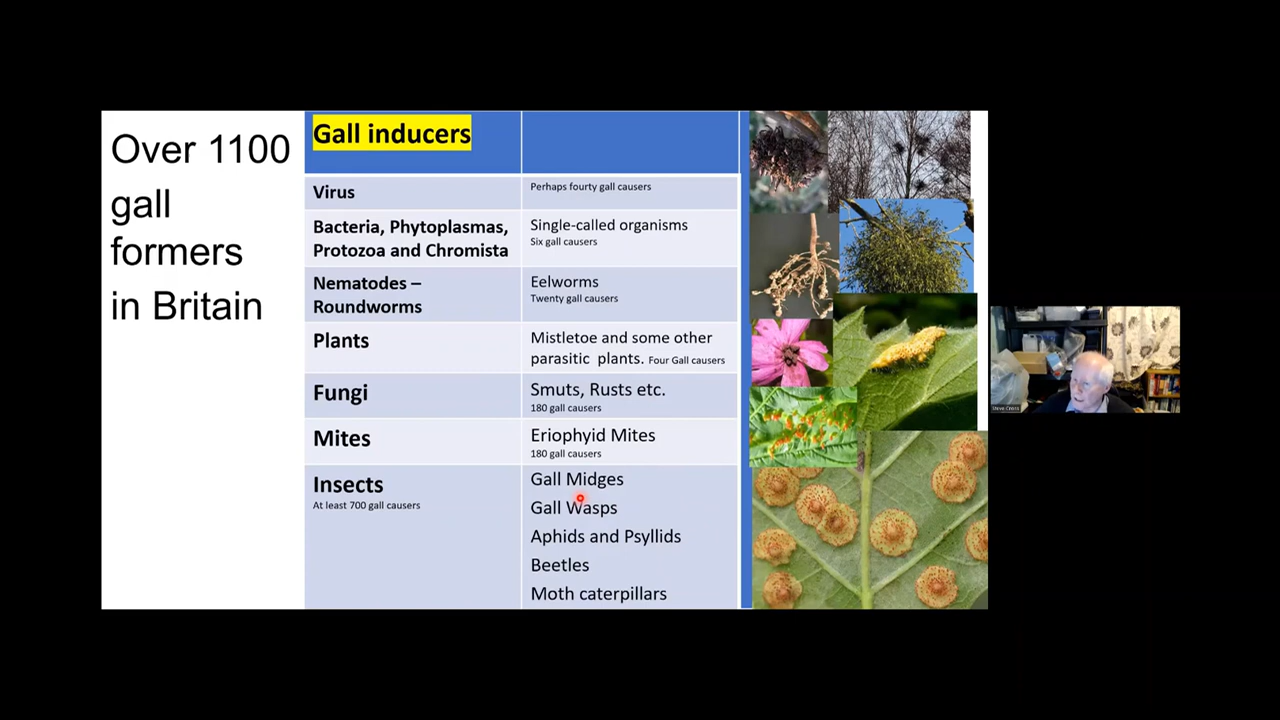 Over 1100
gall
formers
in Britain
Gall inducers
Virus
Perhaps fourty gall causers
Bacteria, Phytoplasmas,
Protozoa and Chromista
Single-called organisms
Six gall causers
Nematodes –
Roundworms
Eelworms
Twenty gall causers
Plants
Mistletoe and some other
parasitic plants. Four Gall causers
Fungi
Smuts, Rusts etc.
180 gall causers
Mites
Eriophyid Mites
180 gall causers
Insects
At least 700 gall causers
Gall Midges
Gall Wasps
Aphids and Psyllids
Beetles
Moth caterpillars